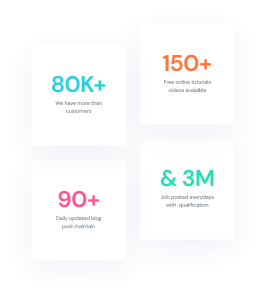 80K+
We have more than
customers
150+
Free online tutorials
videos avaialble
90+
Daily updated blog
post maintain
& 3M
Job posted everydays
with qualification